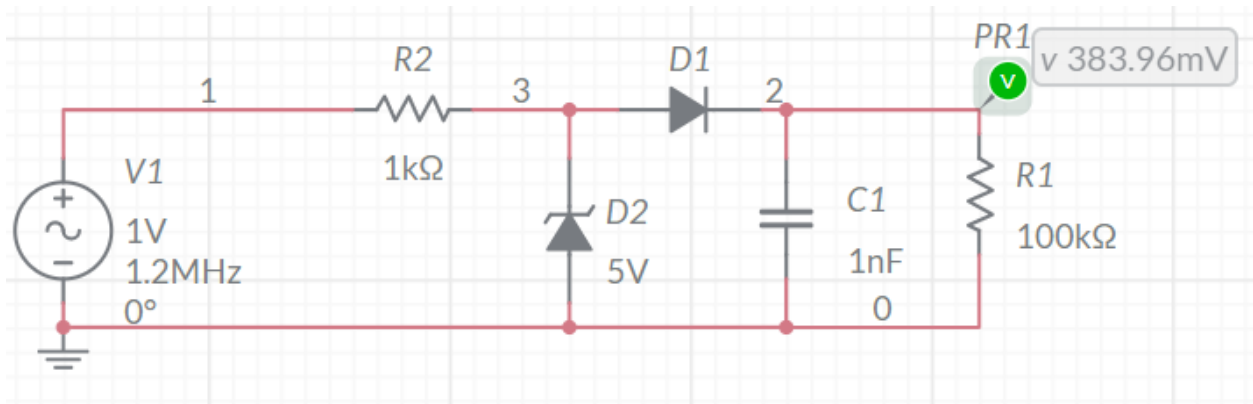 PR1
v 383.96mV
V
R2
D1
1
3
2
1kΩ
V1
+
1V
1.2MHz
0°
D2
5V
C1
1nF
0
R1
100kΩ